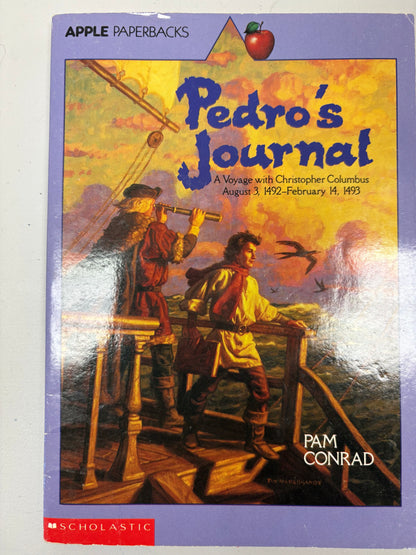 APPLE PAPERBACKS
Pedro's
Journal
A Voyage with Christopher Columbus
August 3, 1492–February 14, 1493
PAM
CONRAD
SCHOLASTIC